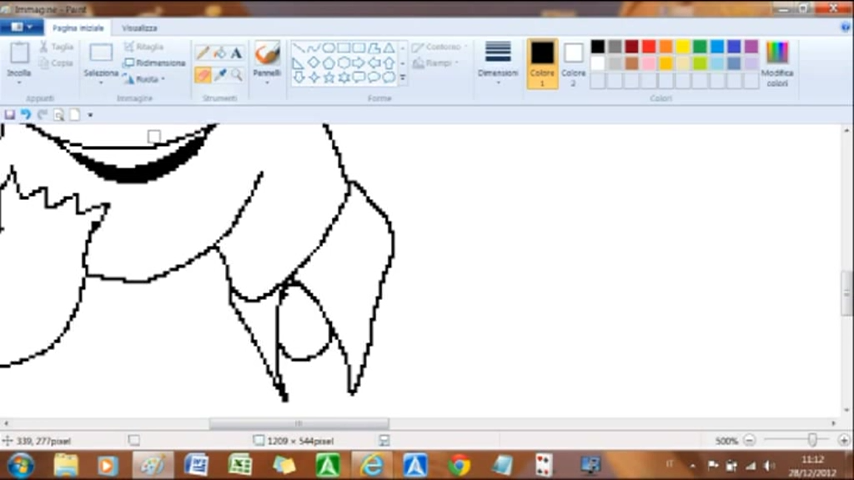 Immagine - Paint
Pagina iniziale Visualizza
Incolla
Taglia
Copia
Appunti
Seleziona
Ritaglia
Ridimensiona
Ruota
Immagine
A
Strumenti
Pennelli
Contorno
Riempi
Forme
Dimensioni
Colore 1
Colore 2
Modifica colori
Colori
339, 277pixel
1209 × 544pixel
500%
IT
11:12
28/12/2012